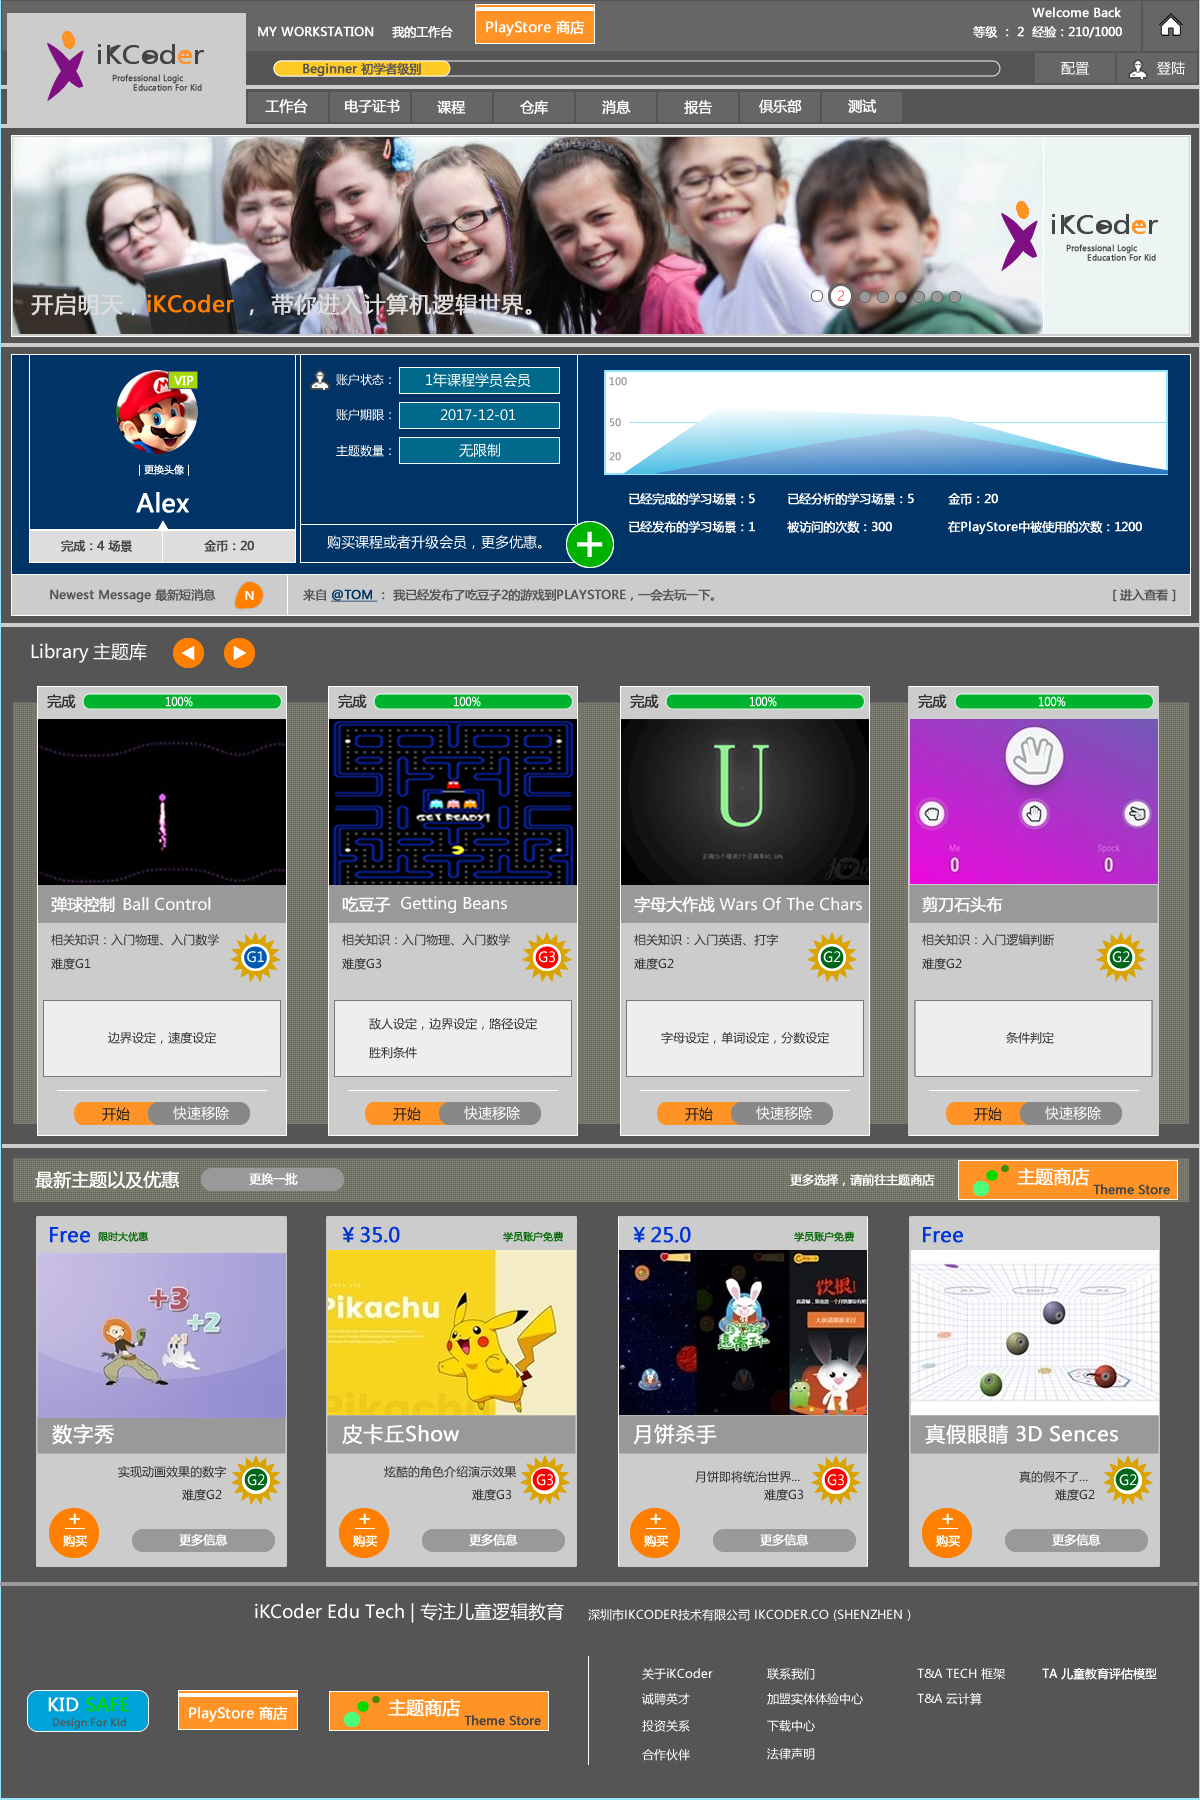 iKCoder
Professional Logic
Education For Kid
MY WORKSTATION 我的工作台
PlayStore 商店
Welcome Back
等级 : 2 经验:210/1000
Beginner 初学者级别
配置
登陆
工作台
电子证书
课程
仓库
消息
报告
俱乐部
测试
iKCoder
Professional Logic
Education For Kid
开启明天,iKCoder , 带你进入计算机逻辑世界。
2
VIP
| 更换头像 |
Alex
完成:4 场景
金币:20
账户状态: 1年课程学员会员
账户期限: 2017-12-01
主题数量: 无限制
购买课程或者升级会员,更多优惠。
100
50
20
已经完成的学习场景:5
已经分析的学习场景:5
金币:20
已经发布的学习场景:1
被访问的次数:300
在PlayStore中被使用的次数:1200
Newest Message 最新短消息
N
来自 @TOM : 我已经发布了吃豆子2的游戏到PLAYSTORE,一会去玩一下。
[ 进入查看 ]
Library 主题库
完成 100%
弹球控制 Ball Control
相关知识:入门物理、入门数学
难度G1
G1
边界设定,速度设定
开始
快速移除
完成 100%
GET READY!
吃豆子 Getting Beans
相关知识:入门物理、入门数学
难度G3
G3
敌人设定,边界设定,路径设定
胜利条件
开始
快速移除
完成 100%
U
字母大作战 Wars Of The Chars
相关知识:入门英语、打字
难度G2
G2
字母设定,单词设定,分数设定
开始
快速移除
完成 100%
Me
0
Spock
0
剪刀石头布
相关知识:入门逻辑判断
难度G2
G2
条件判定
开始
快速移除
最新主题以及优惠
更换一批
更多选择,请前往主题商店
主题商店
Theme Store
Free 限时大优惠
+3
+2
+1
数字秀
实现动画效果的数字
难度G2
G2
+
购买
更多信息
¥ 35.0
学员账户免费
Pikachu
Pikachu
皮卡丘Show
炫酷的角色介绍演示效果
难度G3
G3
+
购买
更多信息
¥ 25.0
学员账户免费
饮恨!
月饼杀手
月饼即将统治世界...
难度G3
G3
+
购买
更多信息
Free
真假眼睛 3D Sences
真的假不了...
难度G2
G2
+
购买
更多信息
iKCoder Edu Tech | 专注儿童逻辑教育
深圳市IKCODER技术有限公司 IKCODER.CO (SHENZHEN )
KID SAFE
Design For Kid
PlayStore 商店
主题商店
Theme Store
关于iKCoder
联系我们
T&A TECH 框架
TA 儿童教育评估模型
诚聘英才
加盟实体体验中心
T&A 云计算
投资关系
下载中心
合作伙伴
法律声明